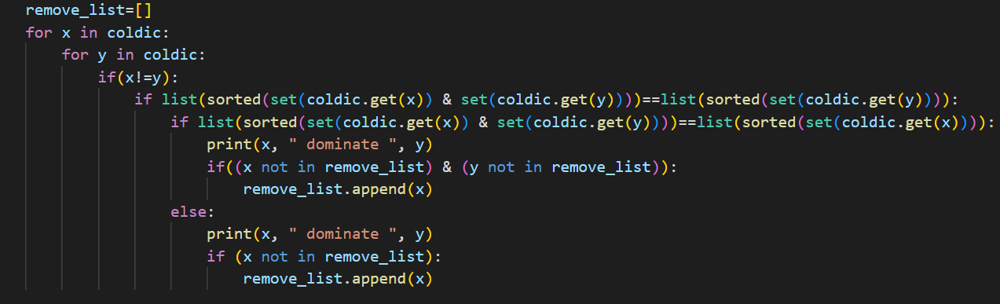 remove_list=[]
for x in coldic:
    for y in coldic:
        if(x!=y):
            if list(sorted(set(coldic.get(x)) & set(coldic.get(y))))==list(sorted(set(coldic.get(y)))):
                if list(sorted(set(coldic.get(x)) & set(coldic.get(y))))==list(sorted(set(coldic.get(x)))):
                    print(x, " dominate ", y)
                    if((x not in remove_list) & (y not in remove_list)):
                        remove_list.append(x)
                else:
                    print(x, " dominate ", y)
                    if (x not in remove_list):
                        remove_list.append(x)